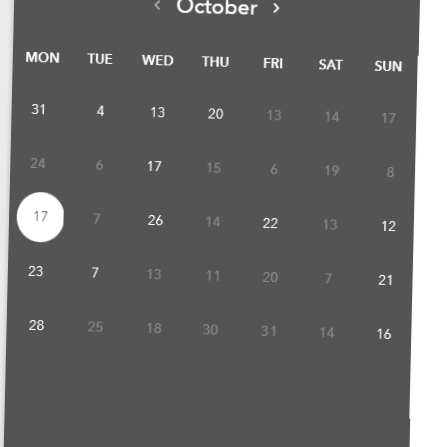 ‹ October ›
MON TUE WED THU FRI SAT SUN
31 4 13 20 13 14 17
24 6 17 15 6 19 8
17 7 26 14 22 13 12
23 7 13 11 20 7 21
28 25 18 30 31 14 16